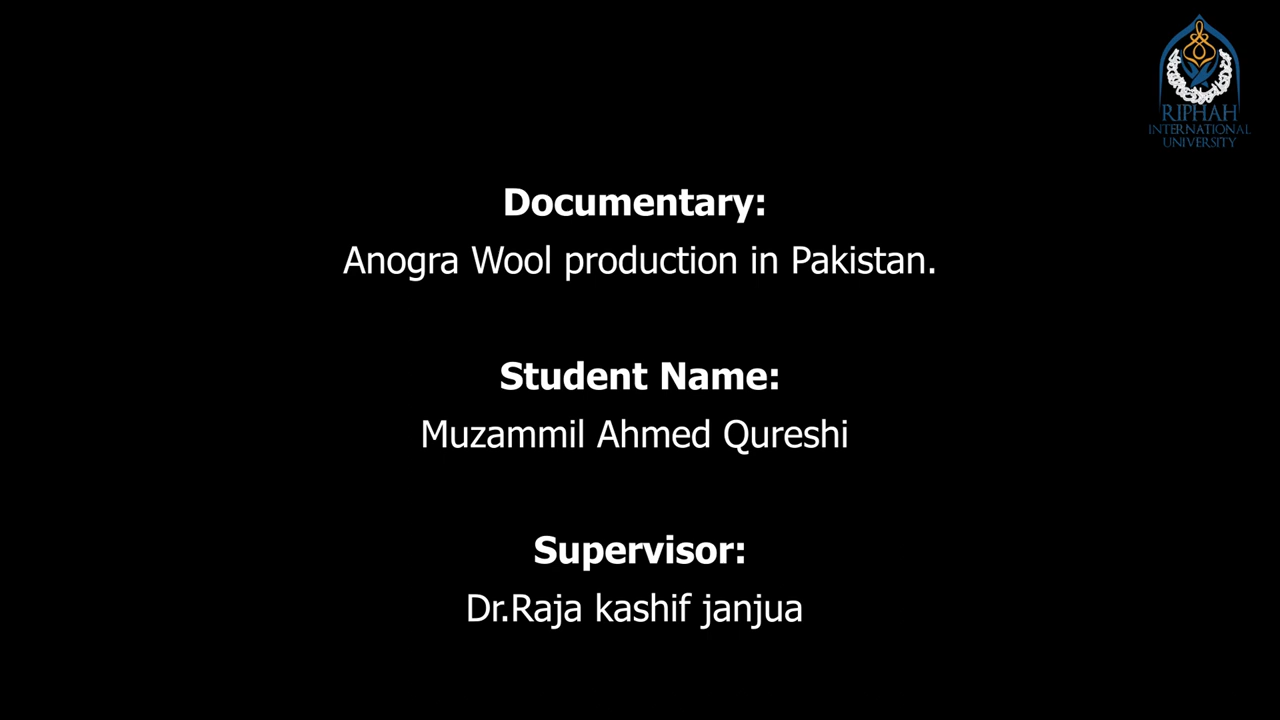 RIPHAH
INTERNATIONAL
UNIVERSITY
Documentary:
Anogra Wool production in Pakistan.
Student Name:
Muzammil Ahmed Qureshi
Supervisor:
Dr.Raja kashif janjua